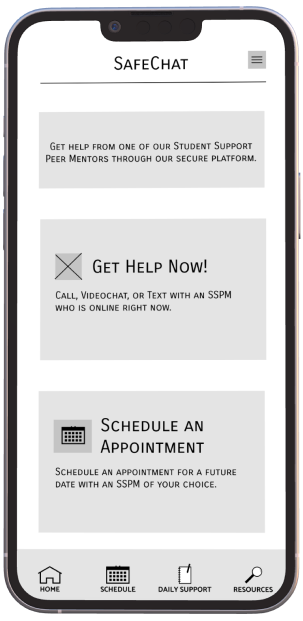 SafeChat
Get help from one of our Student Support
Peer Mentors through our secure platform.
Get Help Now!
Call, Videochat, or Text with an SSPM
who is online right now.
Schedule an
Appointment
Schedule an appointment for a future
date with an SSPM of your choice.
HOME
SCHEDULE
DAILY SUPPORT
RESOURCES